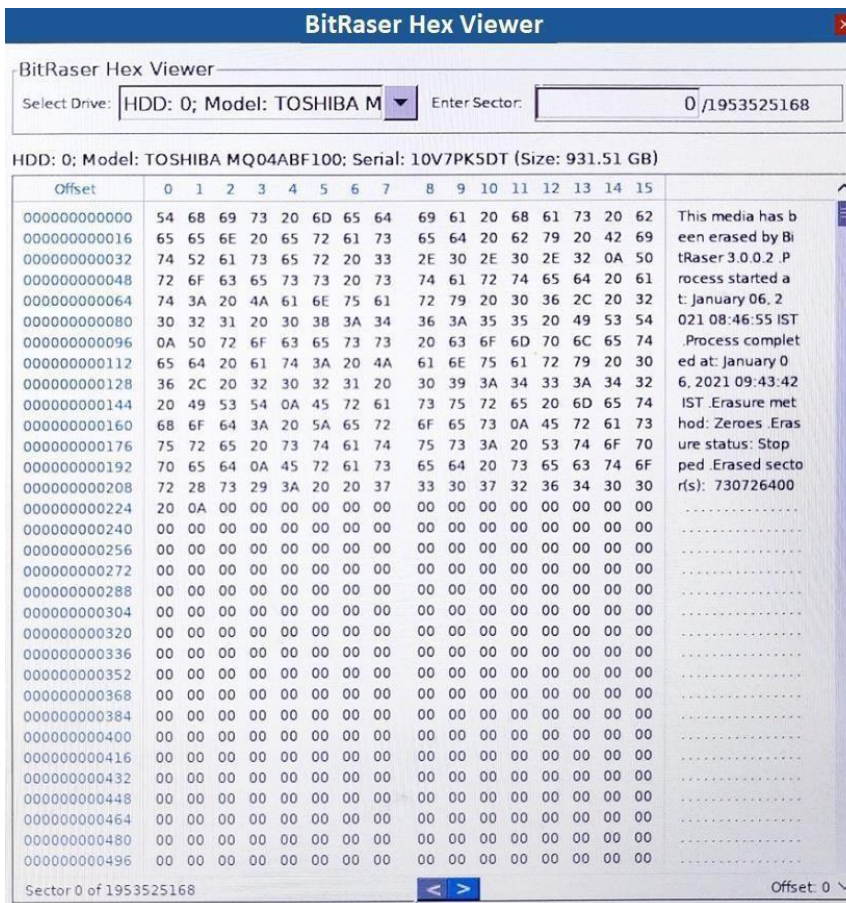 BitRaser Hex Viewer
BitRaser Hex Viewer
Select Drive: HDD: 0; Model: TOSHIBA M Enter Sector: 0 /1953525168
HDD: 0; Model: TOSHIBA MQ04ABF100; Serial: 10V7PK5DT (Size: 931.51 GB)
Offset 0 1 2 3 4 5 6 7 8 9 10 11 12 13 14 15
000000000000 54 68 69 73 20 6D 65 64 69 61 20 68 61 73 20 62 This media has b
000000000016 65 65 6E 20 65 72 61 73 65 64 20 62 79 20 42 69 een erased by Bi
000000000032 74 52 61 73 65 72 20 33 2E 30 2E 30 2E 32 0A 50 tRaser 3.0.0.2 .P
000000000048 72 6F 63 65 73 73 20 73 74 61 72 74 65 64 20 61 rocess started a
000000000064 74 3A 20 4A 61 6E 75 61 72 79 20 30 36 2C 20 32 t: January 06, 2
000000000080 30 32 31 20 30 38 3A 34 36 3A 35 35 20 49 53 54 021 08:46:55 IST
000000000096 0A 50 72 6F 63 65 73 73 20 63 6F 6D 70 6C 65 74 .Process complet
000000000112 65 64 20 61 74 3A 20 4A 61 6E 75 61 72 79 20 30 ed at: January 0
000000000128 36 2C 20 32 30 32 31 20 30 39 3A 34 33 3A 34 32 6, 2021 09:43:42
000000000144 20 49 53 54 0A 45 72 61 73 75 72 65 20 6D 65 74 IST .Erasure met
000000000160 68 6F 64 3A 20 5A 65 72 6F 65 73 0A 45 72 61 73 hod: Zeroes .Eras
000000000176 75 72 65 20 73 74 61 74 75 73 3A 20 53 74 6F 70 ure status: Stop
000000000192 70 65 64 0A 45 72 61 73 65 64 20 73 65 63 74 6F ped .Erased secto
000000000208 72 28 73 29 3A 20 20 37 33 30 37 32 36 34 30 30 r(s): 730726400
000000000224 20 0A 00 00 00 00 00 00 00 00 00 00 00 00 00 00 ..............
000000000240 00 00 00 00 00 00 00 00 00 00 00 00 00 00 00 00 ................
000000000256 00 00 00 00 00 00 00 00 00 00 00 00 00 00 00 00 ................
000000000272 00 00 00 00 00 00 00 00 00 00 00 00 00 00 00 00 ................
000000000288 00 00 00 00 00 00 00 00 00 00 00 00 00 00 00 00 ................
000000000304 00 00 00 00 00 00 00 00 00 00 00 00 00 00 00 00 ................
000000000320 00 00 00 00 00 00 00 00 00 00 00 00 00 00 00 00 ................
000000000336 00 00 00 00 00 00 00 00 00 00 00 00 00 00 00 00 ................
000000000352 00 00 00 00 00 00 00 00 00 00 00 00 00 00 00 00 ................
000000000368 00 00 00 00 00 00 00 00 00 00 00 00 00 00 00 00 ................
000000000384 00 00 00 00 00 00 00 00 00 00 00 00 00 00 00 00 ................
000000000400 00 00 00 00 00 00 00 00 00 00 00 00 00 00 00 00 ................
000000000416 00 00 00 00 00 00 00 00 00 00 00 00 00 00 00 00 ................
000000000432 00 00 00 00 00 00 00 00 00 00 00 00 00 00 00 00 ................
000000000448 00 00 00 00 00 00 00 00 00 00 00 00 00 00 00 00 ................
000000000464 00 00 00 00 00 00 00 00 00 00 00 00 00 00 00 00 ................
000000000480 00 00 00 00 00 00 00 00 00 00 00 00 00 00 00 00 ................
000000000496 00 00 00 00 00 00 00 00 00 00 00 00 00 00 00 00 ................
Sector 0 of 1953525168 < > Offset: 0